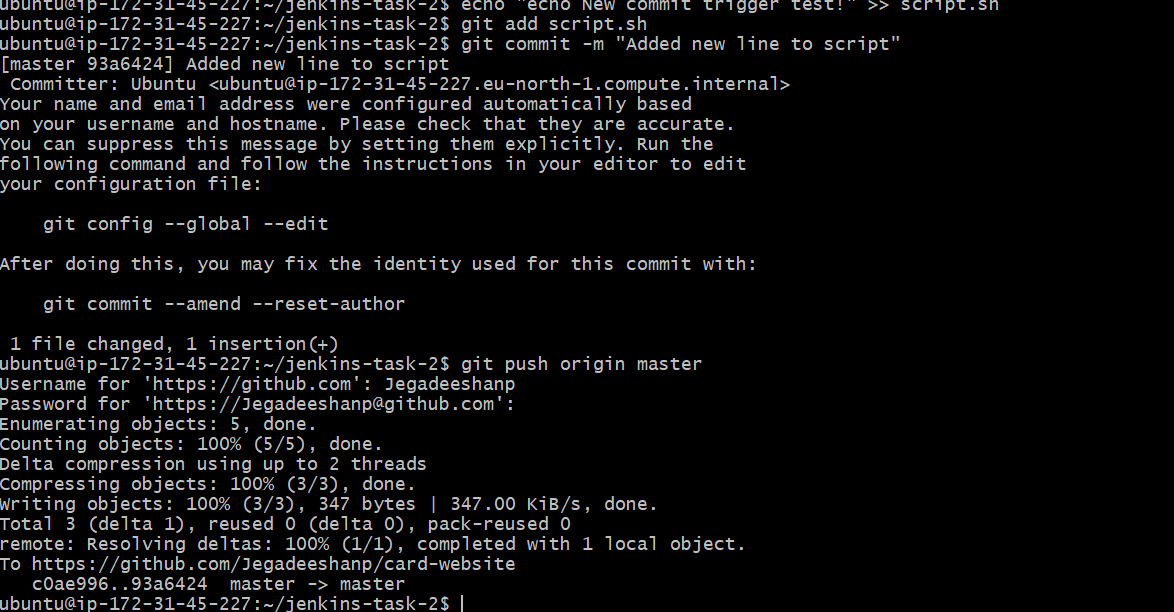 ubuntu@ip-172-31-45-227:~/jenkins-task-2$ echo "echo New commit trigger test!" >> script.sh
ubuntu@ip-172-31-45-227:~/jenkins-task-2$ git add script.sh
ubuntu@ip-172-31-45-227:~/jenkins-task-2$ git commit -m "Added new line to script"
[master 93a6424] Added new line to script
 Committer: Ubuntu <ubuntu@ip-172-31-45-227.eu-north-1.compute.internal>
Your name and email address were configured automatically based
on your username and hostname. Please check that they are accurate.
You can suppress this message by setting them explicitly. Run the
following command and follow the instructions in your editor to edit
your configuration file:

    git config --global --edit

After doing this, you may fix the identity used for this commit with:

    git commit --amend --reset-author

 1 file changed, 1 insertion(+)
ubuntu@ip-172-31-45-227:~/jenkins-task-2$ git push origin master
Username for 'https://github.com': Jegadeeshanp
Password for 'https://Jegadeeshanp@github.com':
Enumerating objects: 5, done.
Counting objects: 100% (5/5), done.
Delta compression using up to 2 threads
Compressing objects: 100% (3/3), done.
Writing objects: 100% (3/3), 347 bytes | 347.00 KiB/s, done.
Total 3 (delta 1), reused 0 (delta 0), pack-reused 0
remote: Resolving deltas: 100% (1/1), completed with 1 local object.
To https://github.com/Jegadeeshanp/card-website
   c0ae996..93a6424  master -> master
ubuntu@ip-172-31-45-227:~/jenkins-task-2$